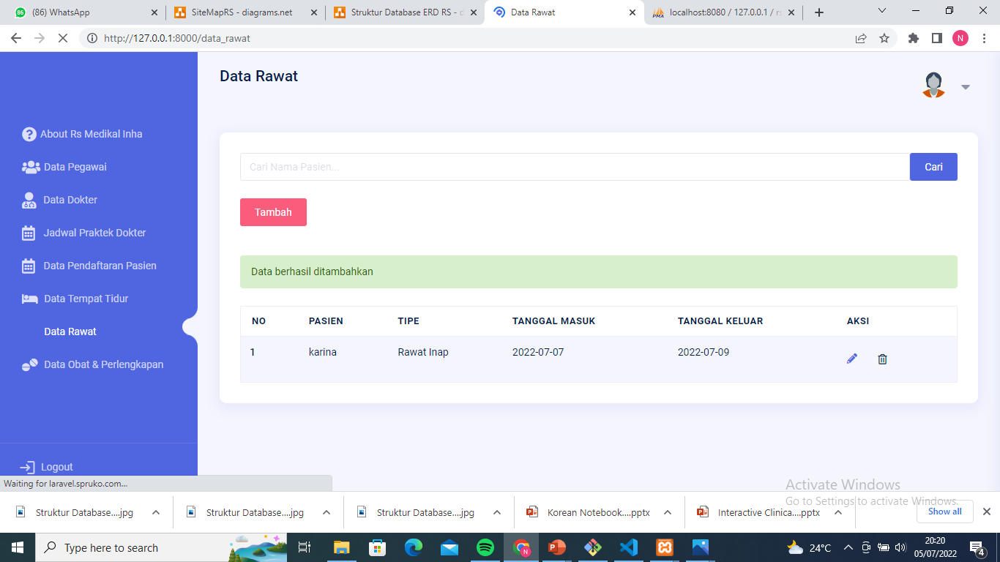 (86) WhatsApp
SiteMapRS - diagrams.net
Struktur Database ERD RS - d
Data Rawat
localhost:8080 / 127.0.0.1 / rs
http://127.0.0.1:8000/data_rawat
N
Data Rawat
About Rs Medikal Inha
Data Pegawai
Data Dokter
Jadwal Praktek Dokter
Data Pendaftaran Pasien
Data Tempat Tidur
Data Rawat
Data Obat & Perlengkapan
Logout
Cari Nama Pasien...
Cari
Tambah
Data berhasil ditambahkan
NO PASIEN TIPE TANGGAL MASUK TANGGAL KELUAR AKSI
1 karina Rawat Inap 2022-07-07 2022-07-09
Waiting for laravel.spruko.com...
Activate Windows
Go to Settings to activate Windows.
Struktur Database....jpg
Struktur Database....jpg
Struktur Database....jpg
Korean Notebook....pptx
Interactive Clinica....pptx
Show all
Type here to search
24°C
20:20
05/07/2022
4